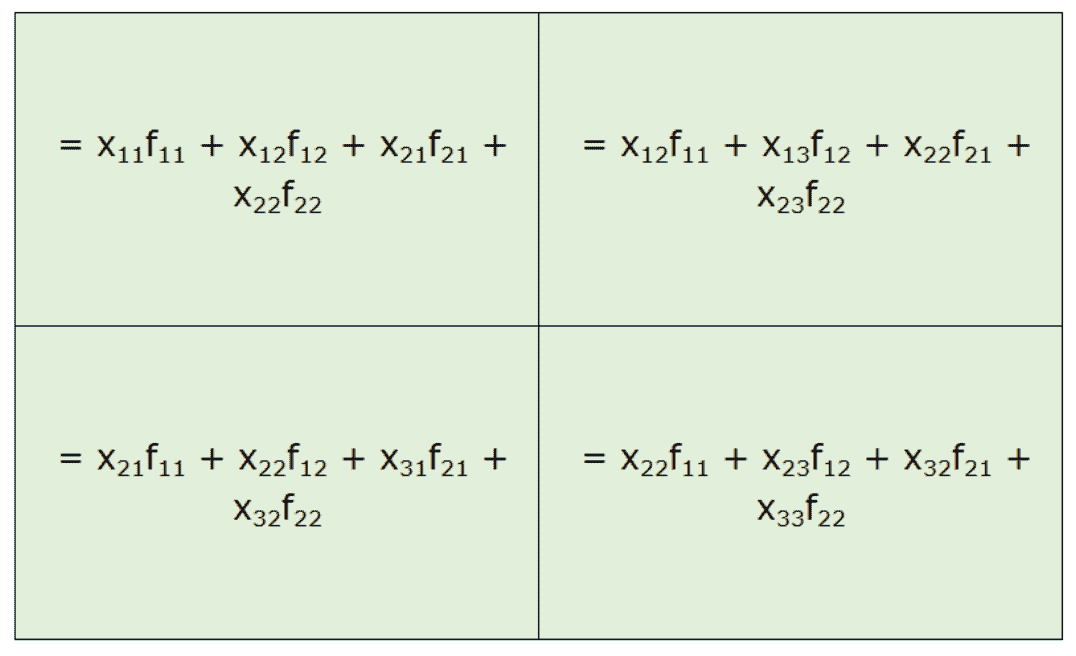 = x₁₁f₁₁ + x₁₂f₁₂ + x₂₁f₂₁ +
x₂₂f₂₂
= x₁₂f₁₁ + x₁₃f₁₂ + x₂₂f₂₁ +
x₂₃f₂₂
= x₂₁f₁₁ + x₂₂f₁₂ + x₃₁f₂₁ +
x₃₂f₂₂
= x₂₂f₁₁ + x₂₃f₁₂ + x₃₂f₂₁ +
x₃₃f₂₂